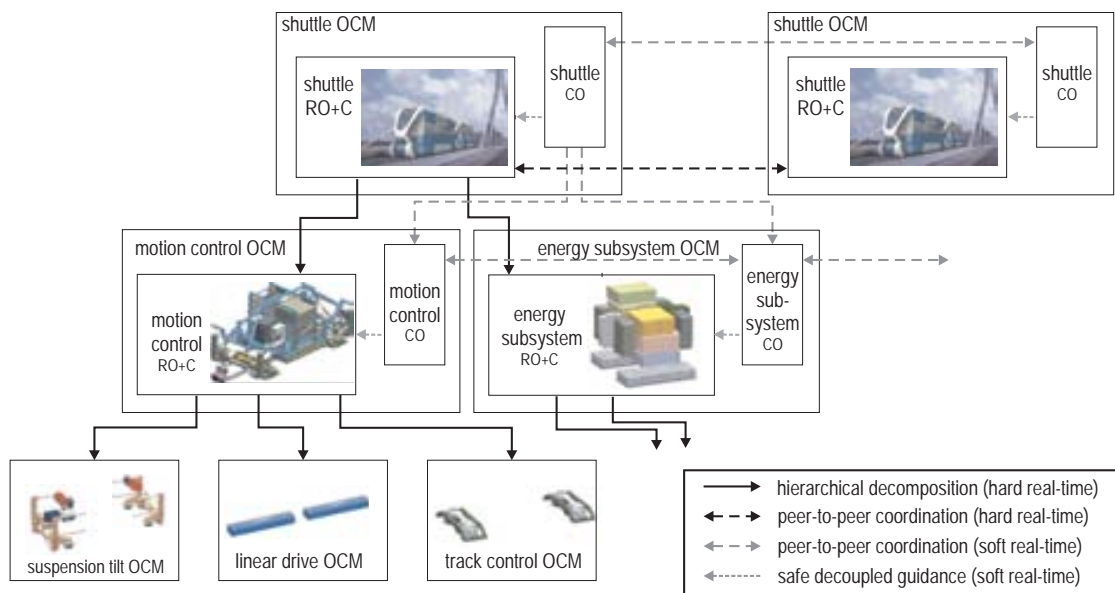 shuttle OCM
shuttle OCM
shuttle
RO+C
shuttle
CO
shuttle
RO+C
shuttle
CO
motion control OCM
energy subsystem OCM
motion
control
RO+C
motion
control
CO
energy
subsystem
RO+C
energy
sub-
system
CO
suspension tilt OCM
linear drive OCM
track control OCM
hierarchical decomposition (hard real-time)
peer-to-peer coordination (hard real-time)
peer-to-peer coordination (soft real-time)
safe decoupled guidance (soft real-time)